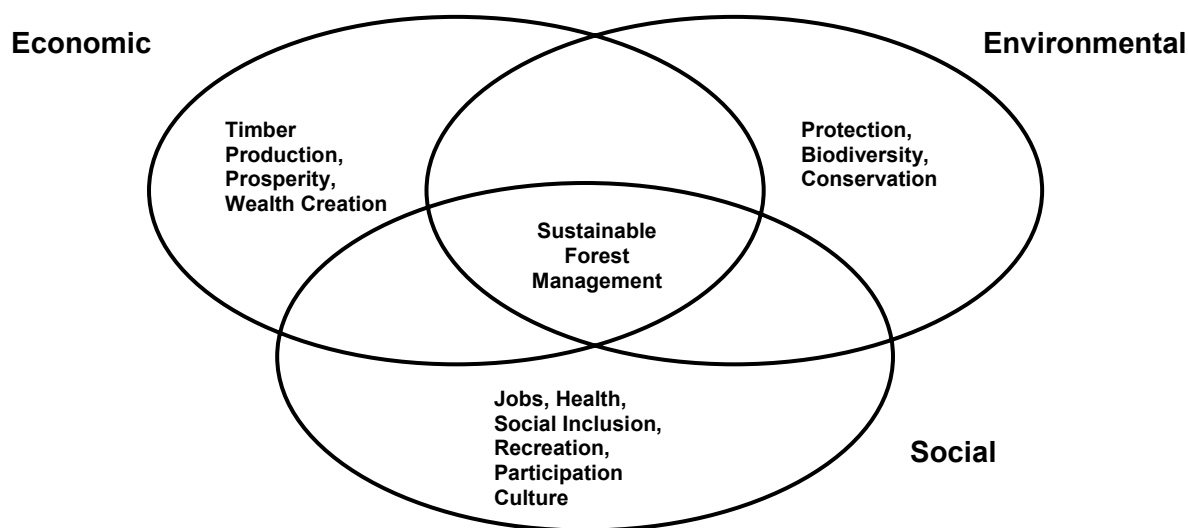 Economic
Environmental
Timber
Production,
Prosperity,
Wealth Creation
Protection,
Biodiversity,
Conservation
Sustainable
Forest
Management
Jobs, Health,
Social Inclusion,
Recreation,
Participation
Culture
Social